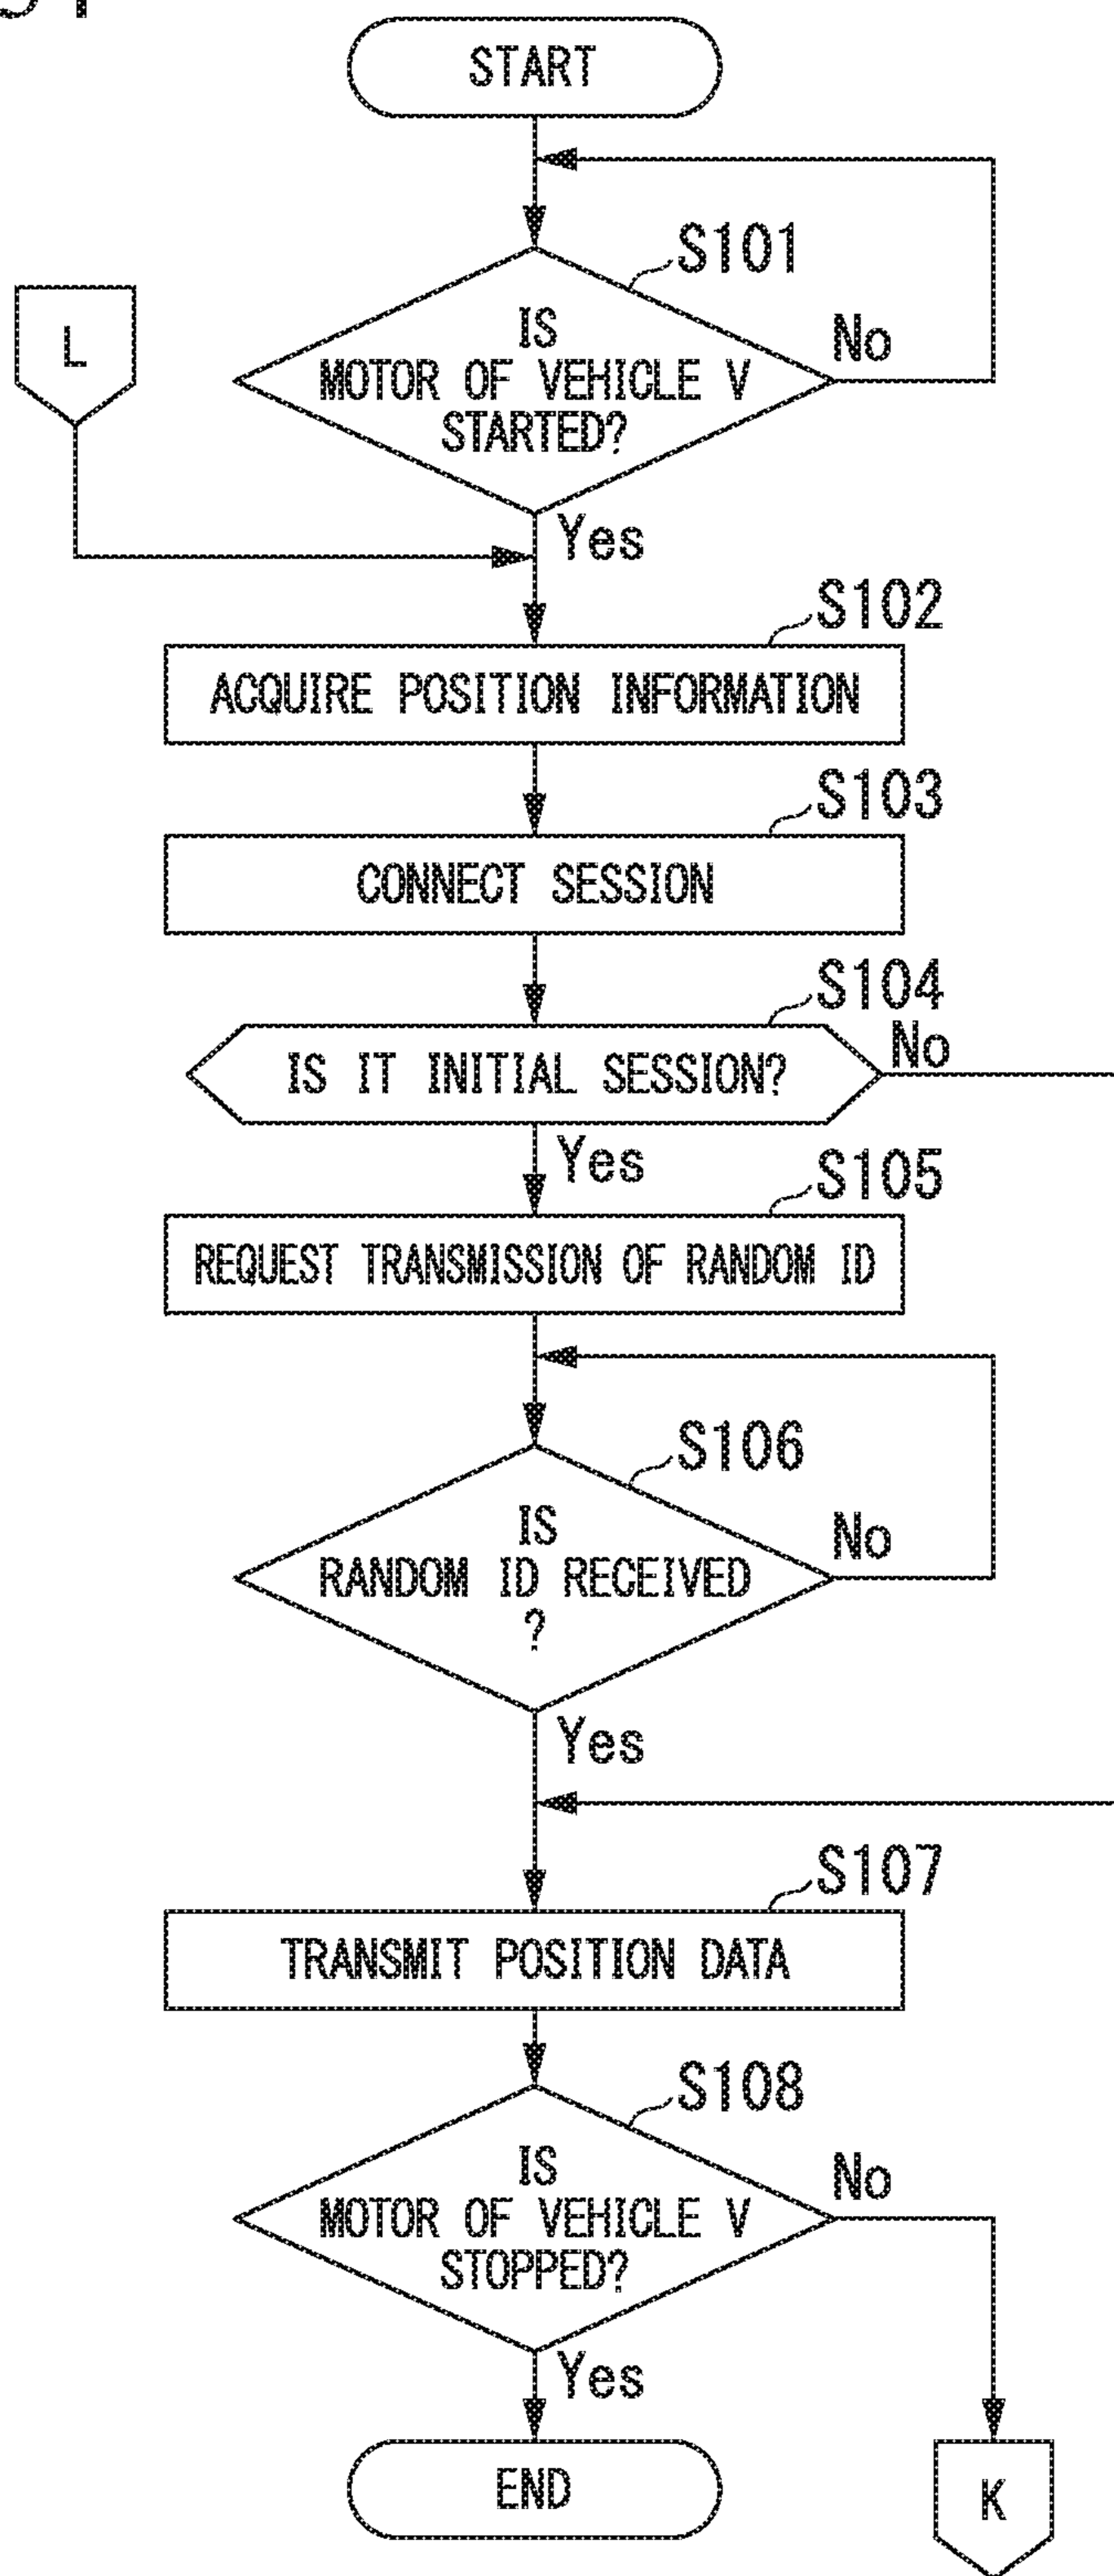 START
S101
L
IS
MOTOR OF VEHICLE V
STARTED?
No
Yes
S102
ACQUIRE POSITION INFORMATION
S103
CONNECT SESSION
S104
IS IT INITIAL SESSION?
No
Yes
S105
REQUEST TRANSMISSION OF RANDOM ID
S106
IS
RANDOM ID RECEIVED
?
No
Yes
S107
TRANSMIT POSITION DATA
S108
IS
MOTOR OF VEHICLE V
STOPPED?
No
Yes
END
K